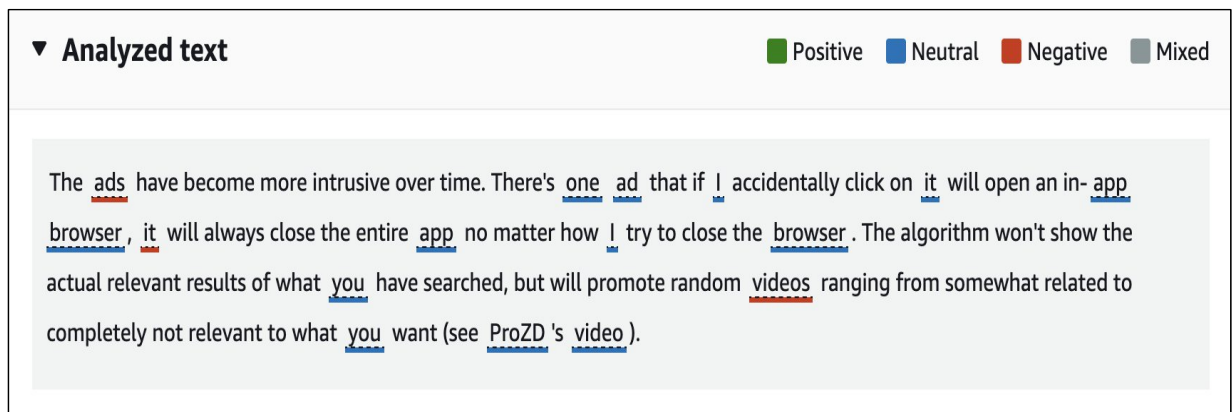 ▼ Analyzed text
Positive Neutral Negative Mixed
The ads have become more intrusive over time. There's one ad that if I accidentally click on it will open an in- app
browser , it will always close the entire app no matter how I try to close the browser . The algorithm won't show the
actual relevant results of what you have searched, but will promote random videos ranging from somewhat related to
completely not relevant to what you want (see ProZD 's video ).